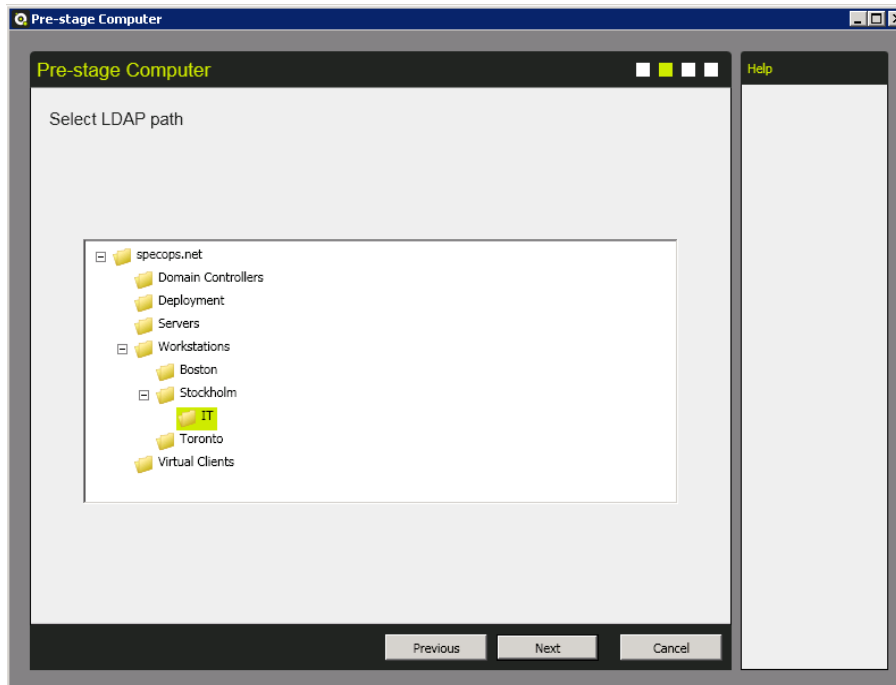 Pre-stage Computer
Pre-stage Computer
Help
Select LDAP path
specops.net
Domain Controllers
Deployment
Servers
Workstations
Boston
Stockholm
IT
Toronto
Virtual Clients
Previous Next Cancel